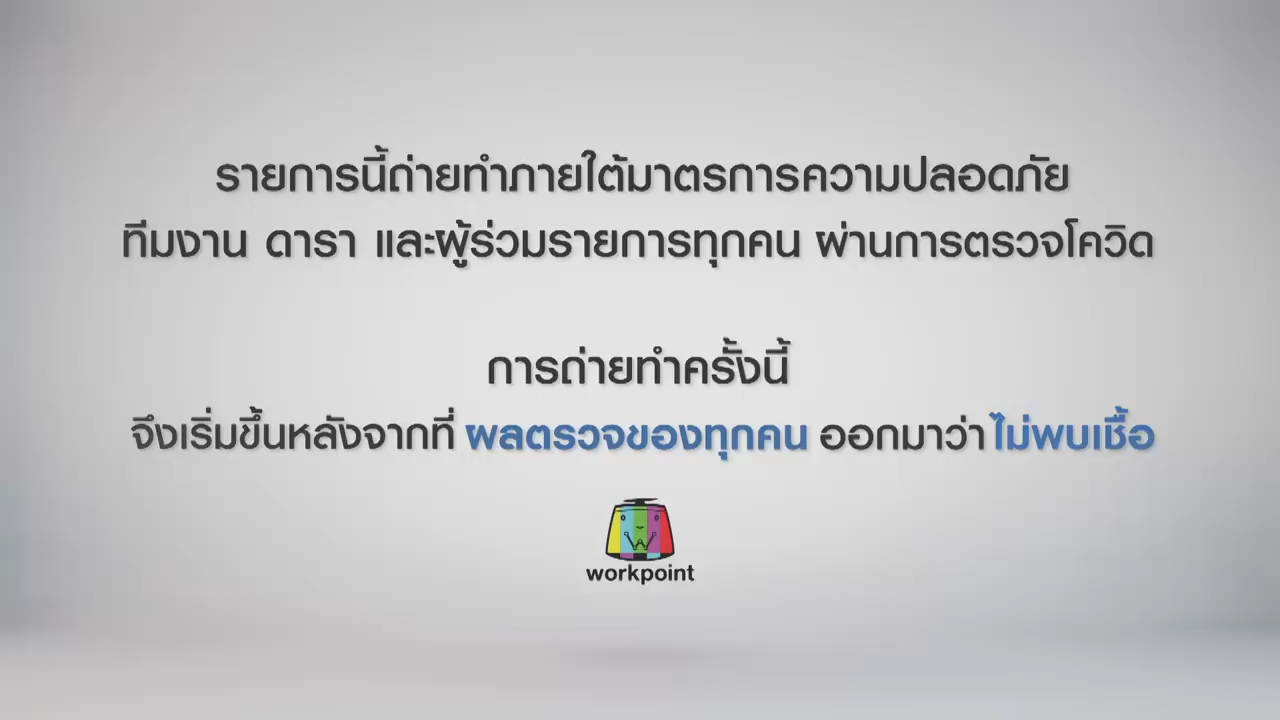 รายการนี้ถ่ายทำภายใต้มาตรการความปลอดภัย
ทีมงาน ดารา และผู้ร่วมรายการทุกคน ผ่านการตรวจโควิด
การถ่ายทำครั้งนี้
จึงเริ่มขึ้นหลังจากที่ ผลตรวจของทุกคน ออกมาว่า ไม่พบเชื้อ
workpoint